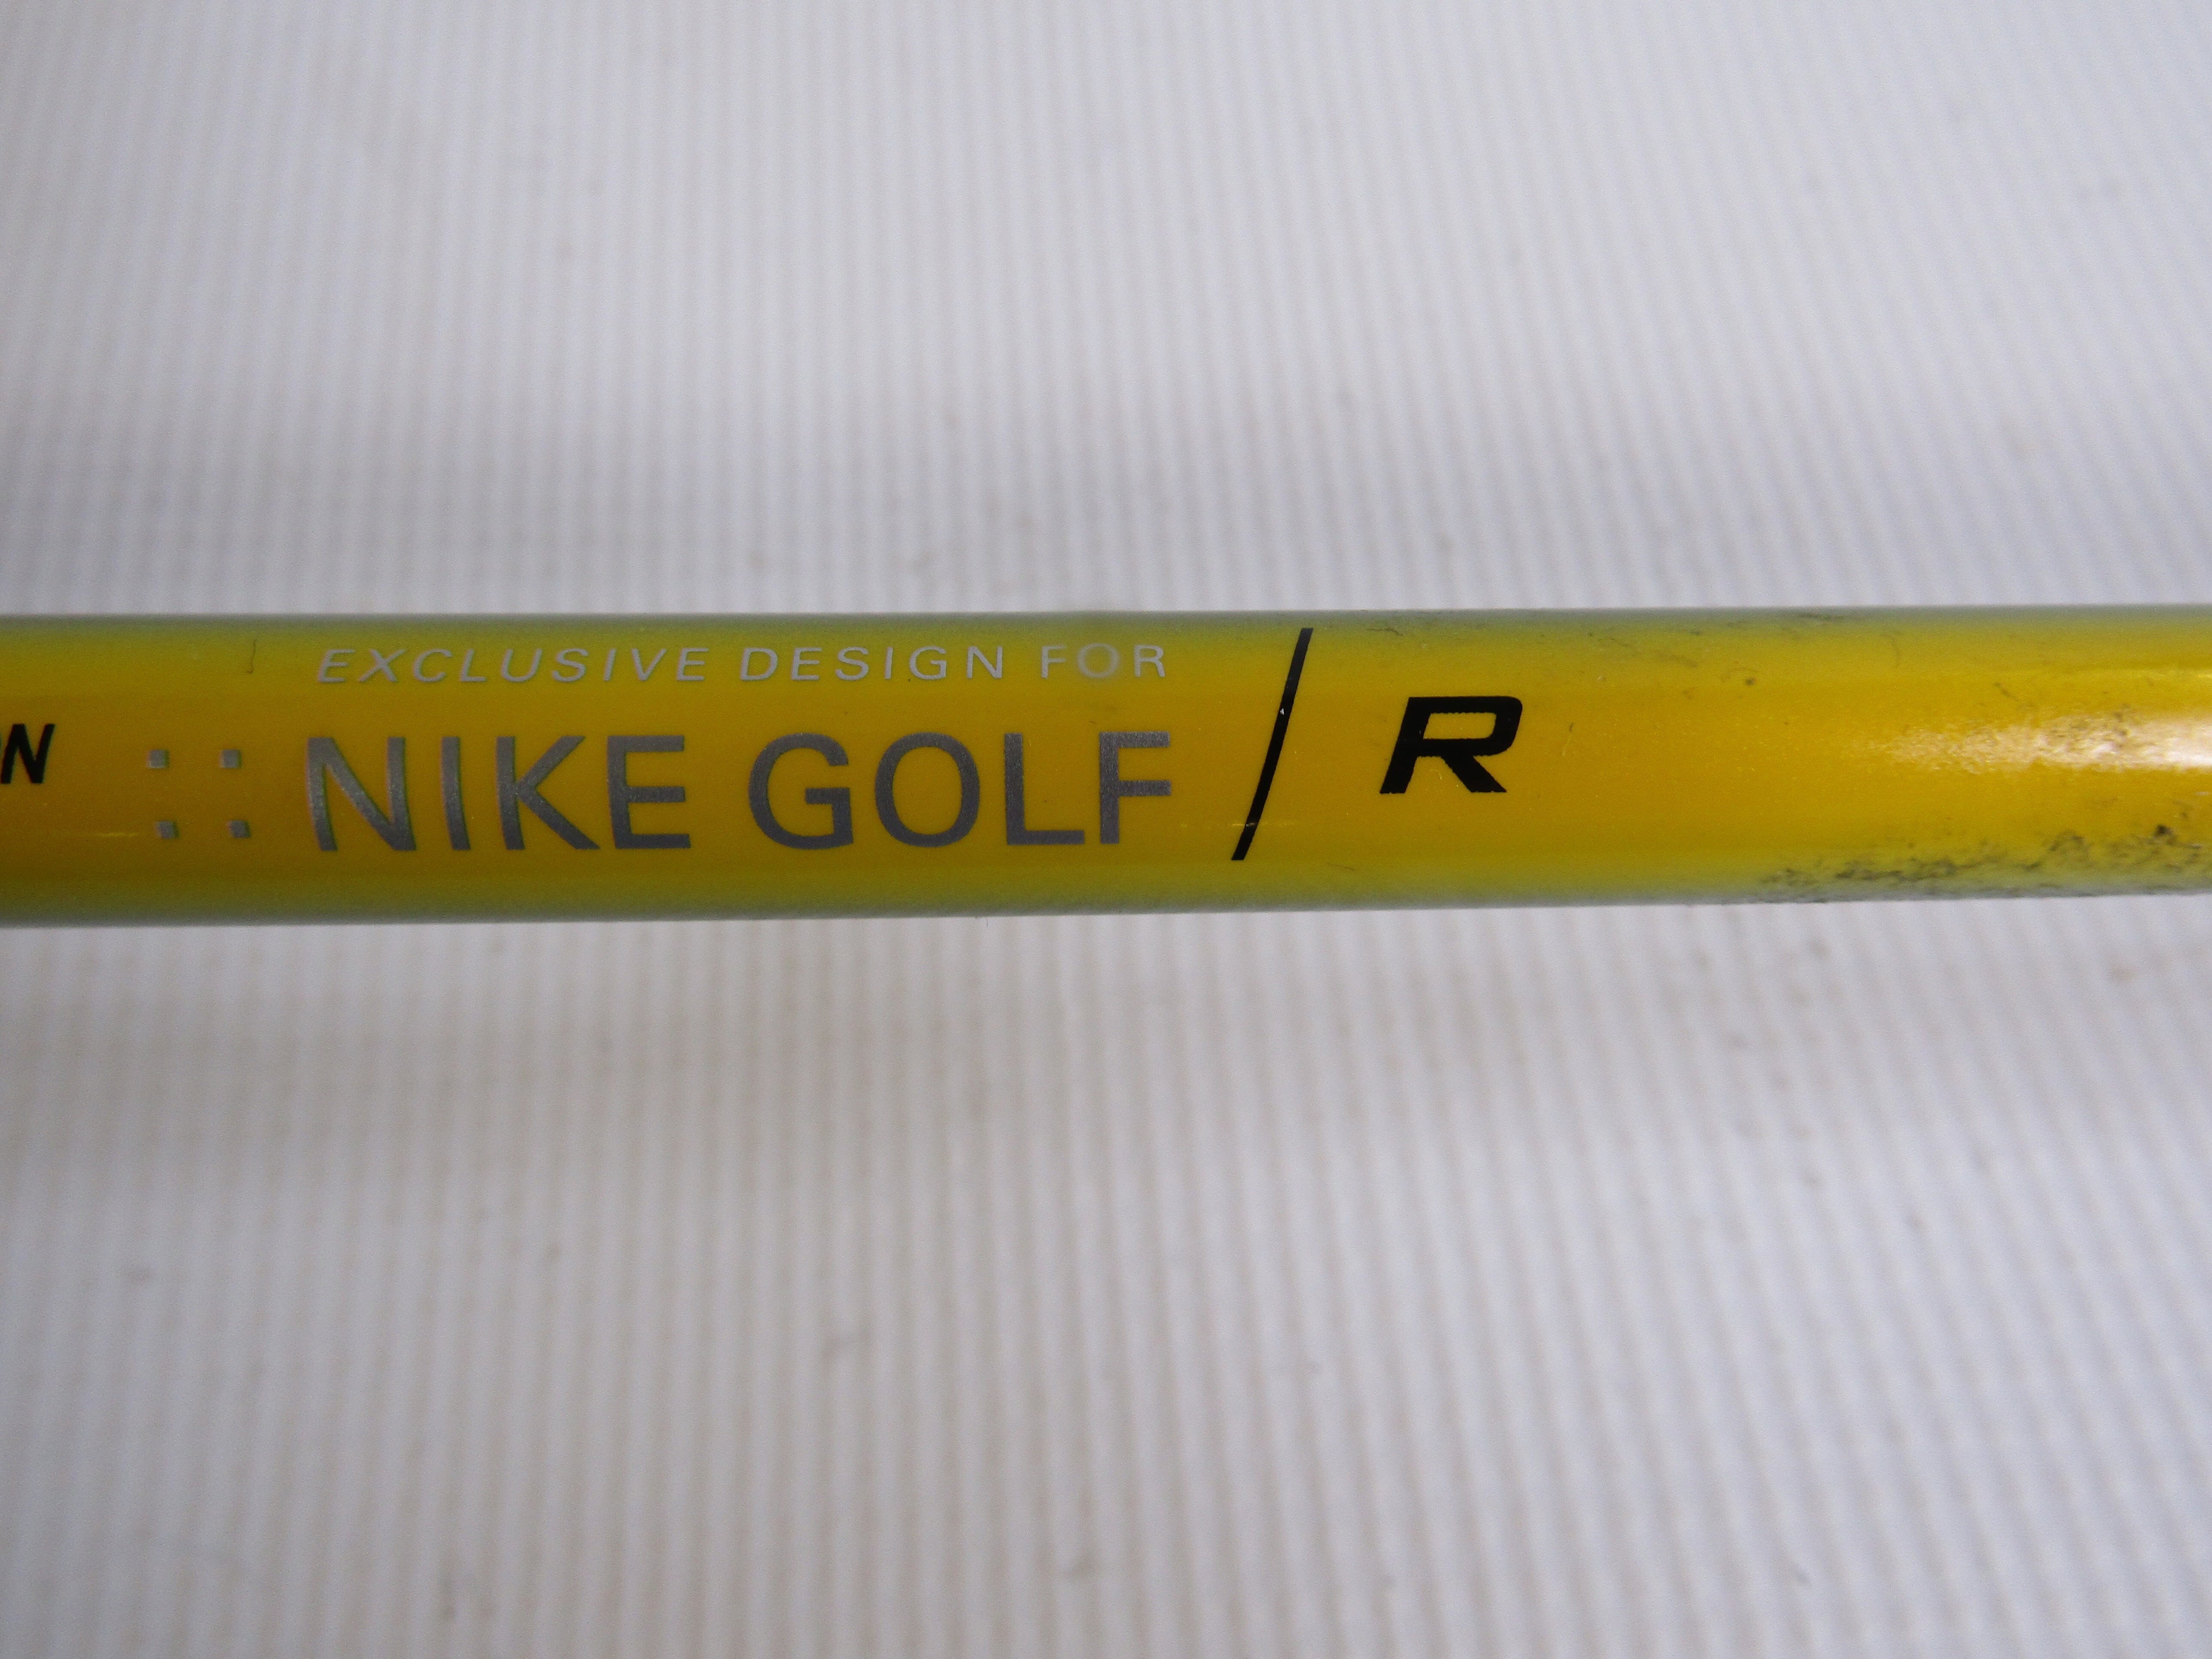 EXCLUSIVE DESIGN FOR
NIKE GOLF / R